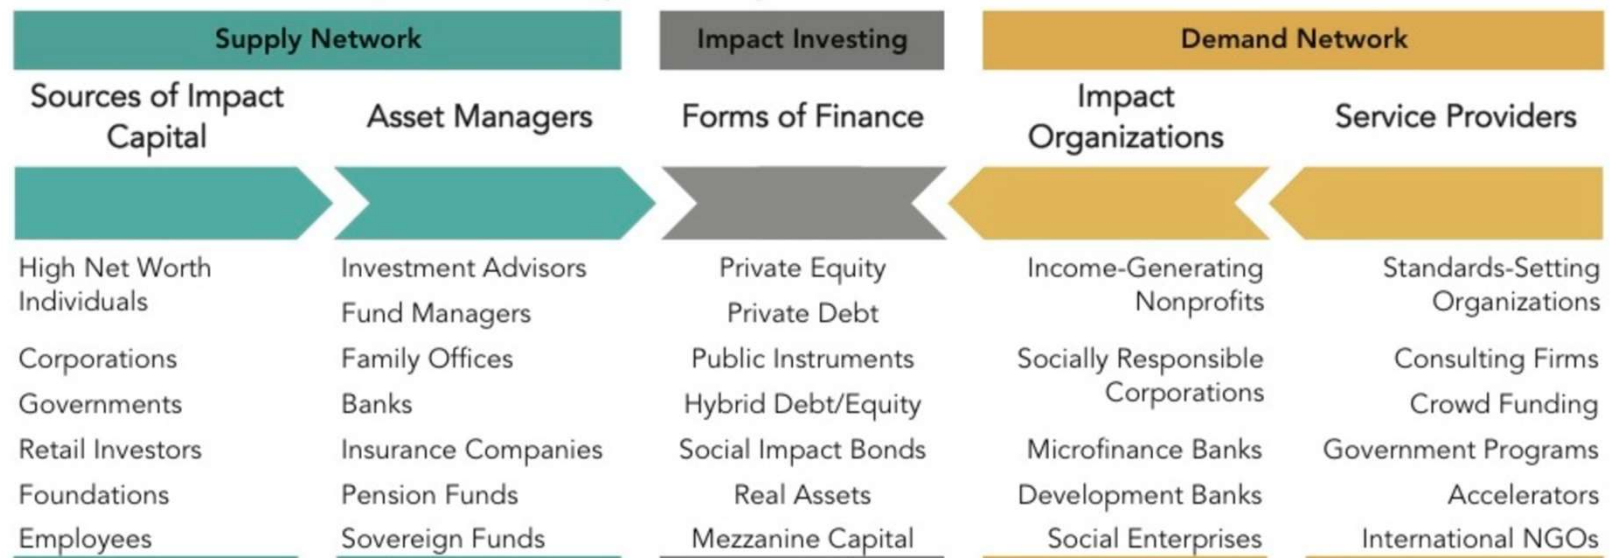 Supply Network
Impact Investing
Demand Network
Sources of Impact
Capital
Asset Managers
Forms of Finance
Impact
Organizations
Service Providers
High Net Worth
Individuals
Corporations
Governments
Retail Investors
Foundations
Employees
Investment Advisors
Fund Managers
Family Offices
Banks
Insurance Companies
Pension Funds
Sovereign Funds
Private Equity
Private Debt
Public Instruments
Hybrid Debt/Equity
Social Impact Bonds
Real Assets
Mezzanine Capital
Income-Generating
Nonprofits
Socially Responsible
Corporations
Microfinance Banks
Development Banks
Social Enterprises
Standards-Setting
Organizations
Consulting Firms
Crowd Funding
Government Programs
Accelerators
International NGOs